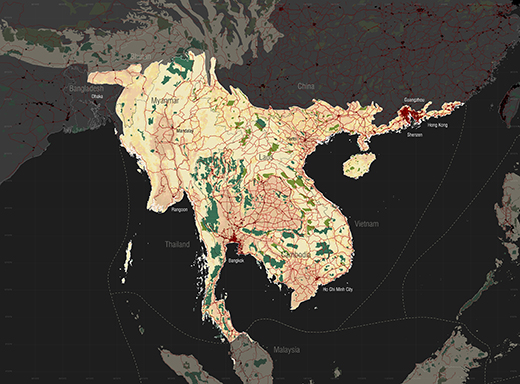 China
Bangladesh
Dhaka
Myanmar
Guangzhou
Mandalay
Hong Kong
Shenzen
Laos
Rangoon
Vietnam
Thailand
Cambodia
Bangkok
Ho Chi Minh City
Malaysia